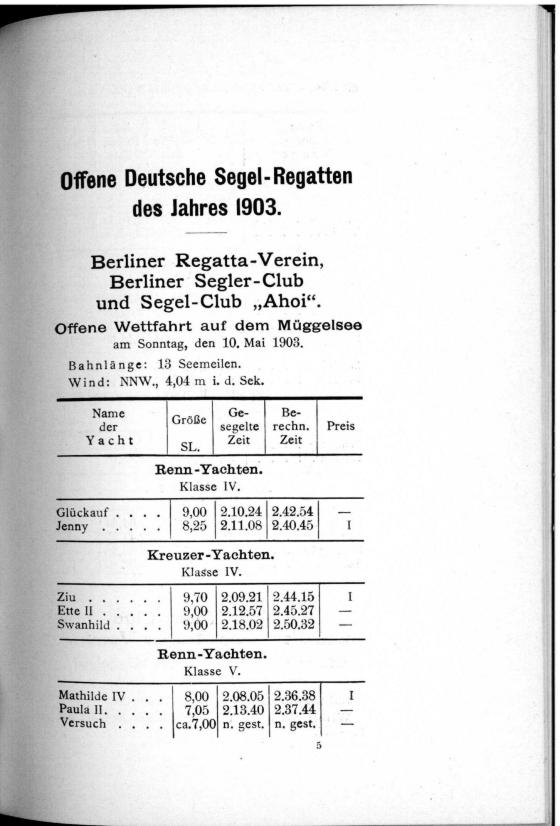 Offene Deutsche Segel-Regatten
des Jahres 1903.
Berliner Regatta-Verein,
Berliner Segler-Club
und Segel-Club „Ahoi“.
Offene Wettfahrt auf dem Müggelsee
am Sonntag, den 10. Mai 1903.
Bahnlänge: 13 Seemeilen.
Wind: NNW., 4,04 m i. d. Sek.
Name der Yacht | Größe SL. | Ge-segelte Zeit | Be-rechn. Zeit | Preis
Renn-Yachten.
Klasse IV.
Glückauf . . . . | 9,00 | 2.10.24 | 2.42.54 | —
Jenny . . . . . | 8,25 | 2.11.08 | 2.40.45 | I
Kreuzer-Yachten.
Klasse IV.
Ziu . . . . . . | 9,70 | 2.09.21 | 2.44.15 | I
Ette II . . . . . | 9,00 | 2.12.57 | 2.45.27 | —
Swanhild . . . . | 9,00 | 2.18.02 | 2.50.32 | —
Renn-Yachten.
Klasse V.
Mathilde IV . . . | 8,00 | 2.08.05 | 2.36.38 | I
Paula II. . . . . | 7,05 | 2.13.40 | 2.37.44 | —
Versuch . . . . | ca.7,00 | n. gest. | n. gest. | —
5